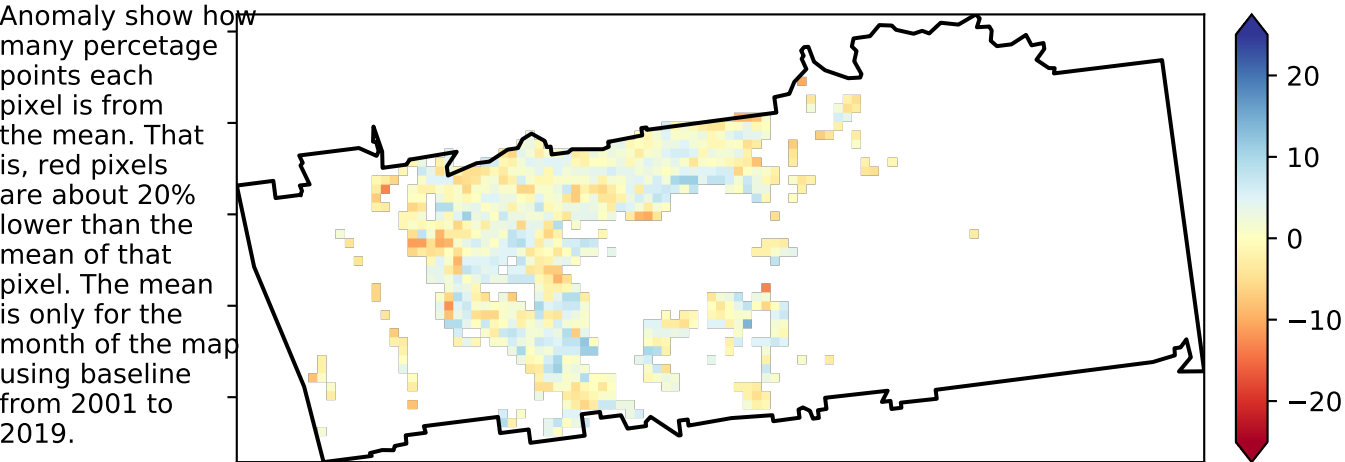 Anomaly show how
many percetage
points each
pixel is from
the mean. That
is, red pixels
are about 20%
lower than the
mean of that
pixel. The mean
is only for the
month of the map
using baseline
from 2001 to
2019.
20
10
0
−10
−20